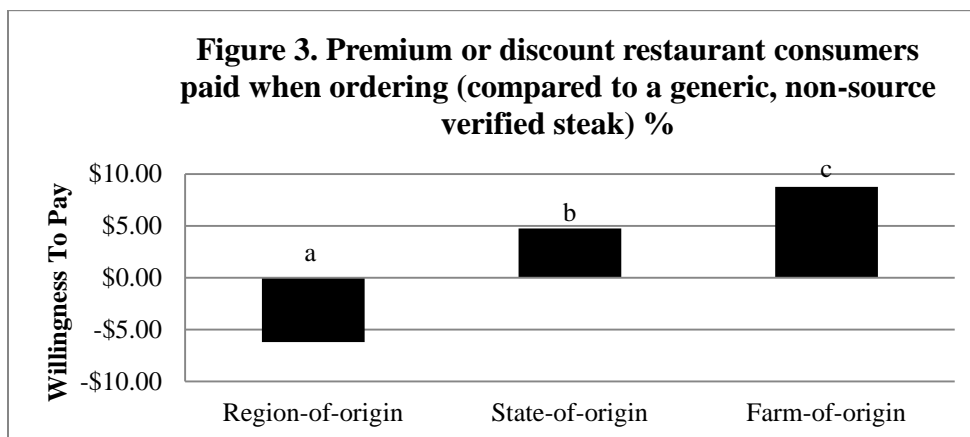 Figure 3. Premium or discount restaurant consumers
paid when ordering (compared to a generic, non-source
verified steak) %
Willingness To Pay
$10.00
$5.00
$0.00
-$5.00
-$10.00
a
b
c
Region-of-origin
State-of-origin
Farm-of-origin